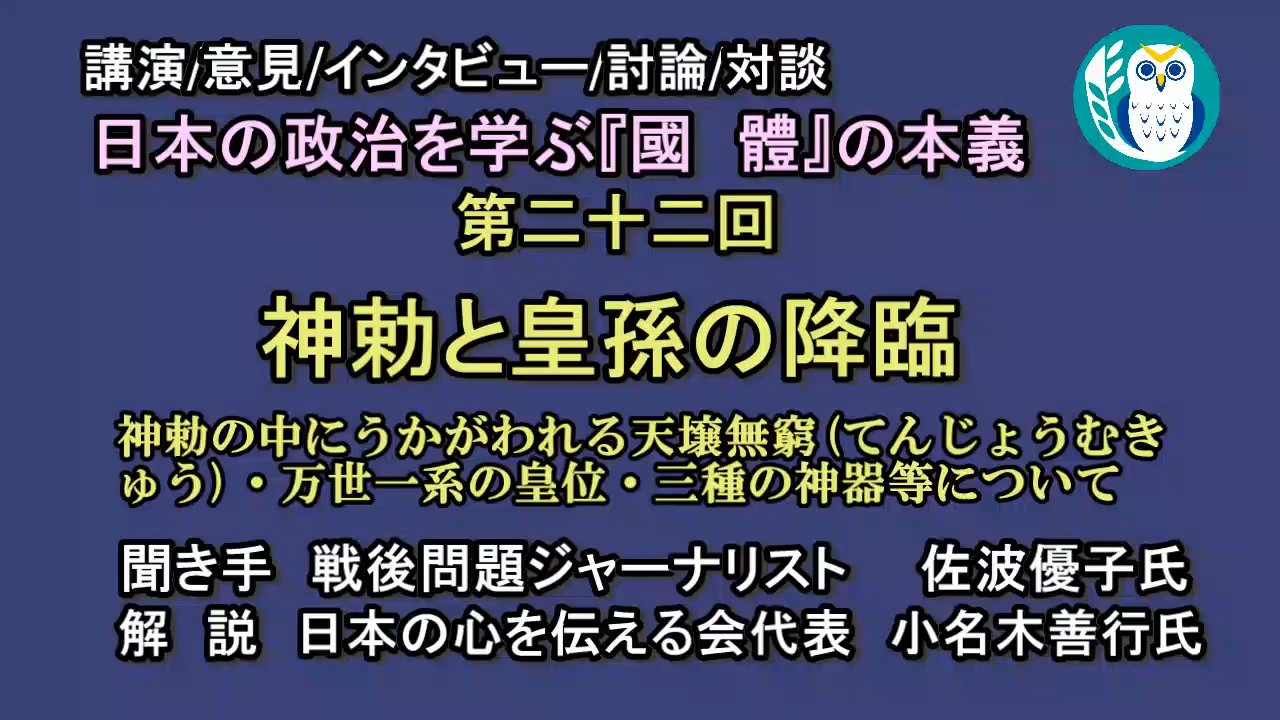 講演/意見/インタビュー/討論/対談
日本の政治を学ぶ『國　體』の本義
第二十二回
神勅と皇孫の降臨
神勅の中にうかがわれる天壌無窮(てんじょうむき
ゅう)・万世一系の皇位・三種の神器等について
聞き手　戦後問題ジャーナリスト　佐波優子氏
解　説　日本の心を伝える会代表　小名木善行氏